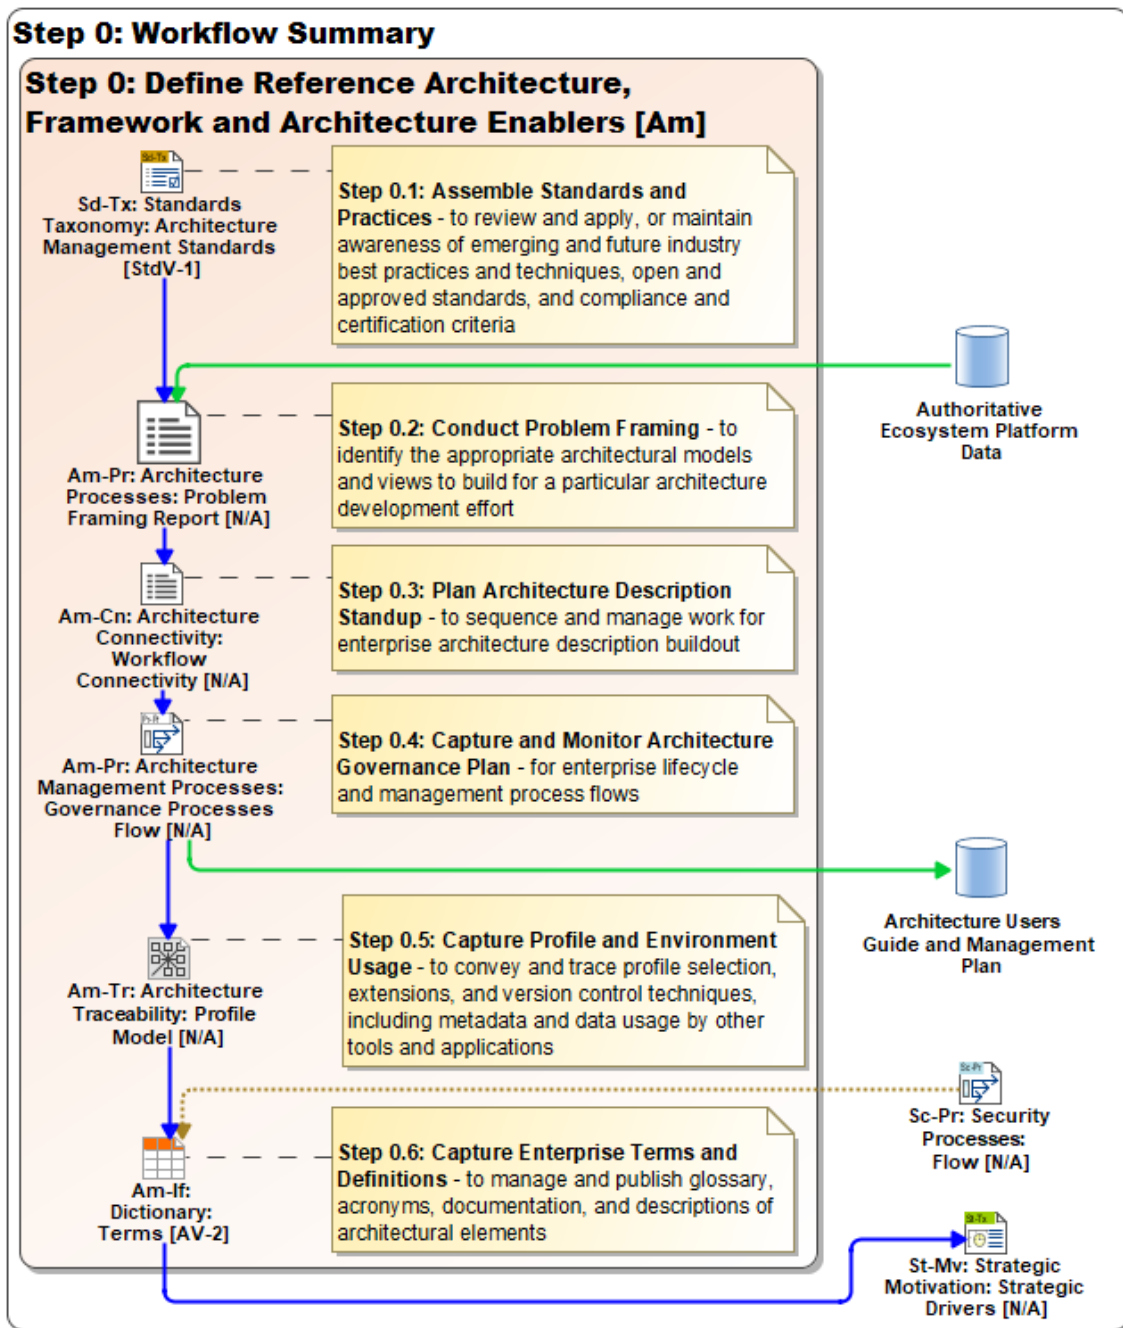 Step 0: Workflow Summary
Step 0: Define Reference Architecture,
Framework and Architecture Enablers [Am]
Sd-Tx
Sd-Tx: Standards
Taxonomy: Architecture
Management Standards
[StdV-1]
Step 0.1: Assemble Standards and
Practices - to review and apply, or maintain
awareness of emerging and future industry
best practices and techniques, open and
approved standards, and compliance and
certification criteria
Authoritative
Ecosystem Platform
Data
Am-Pr: Architecture
Processes: Problem
Framing Report [N/A]
Step 0.2: Conduct Problem Framing - to
identify the appropriate architectural models
and views to build for a particular architecture
development effort
Am-Cn: Architecture
Connectivity:
Workflow
Connectivity [N/A]
Step 0.3: Plan Architecture Description
Standup - to sequence and manage work for
enterprise architecture description buildout
Am-Pr: Architecture
Management Processes:
Governance Processes
Flow [N/A]
Step 0.4: Capture and Monitor Architecture
Governance Plan - for enterprise lifecycle
and management process flows
Architecture Users
Guide and Management
Plan
Am-Tr: Architecture
Traceability: Profile
Model [N/A]
Step 0.5: Capture Profile and Environment
Usage - to convey and trace profile selection,
extensions, and version control techniques,
including metadata and data usage by other
tools and applications
Sc-Pr
Sc-Pr: Security
Processes:
Flow [N/A]
Am-If:
Dictionary:
Terms [AV-2]
Step 0.6: Capture Enterprise Terms and
Definitions - to manage and publish glossary,
acronyms, documentation, and descriptions of
architectural elements
St-Tx
St-Mv: Strategic
Motivation: Strategic
Drivers [N/A]